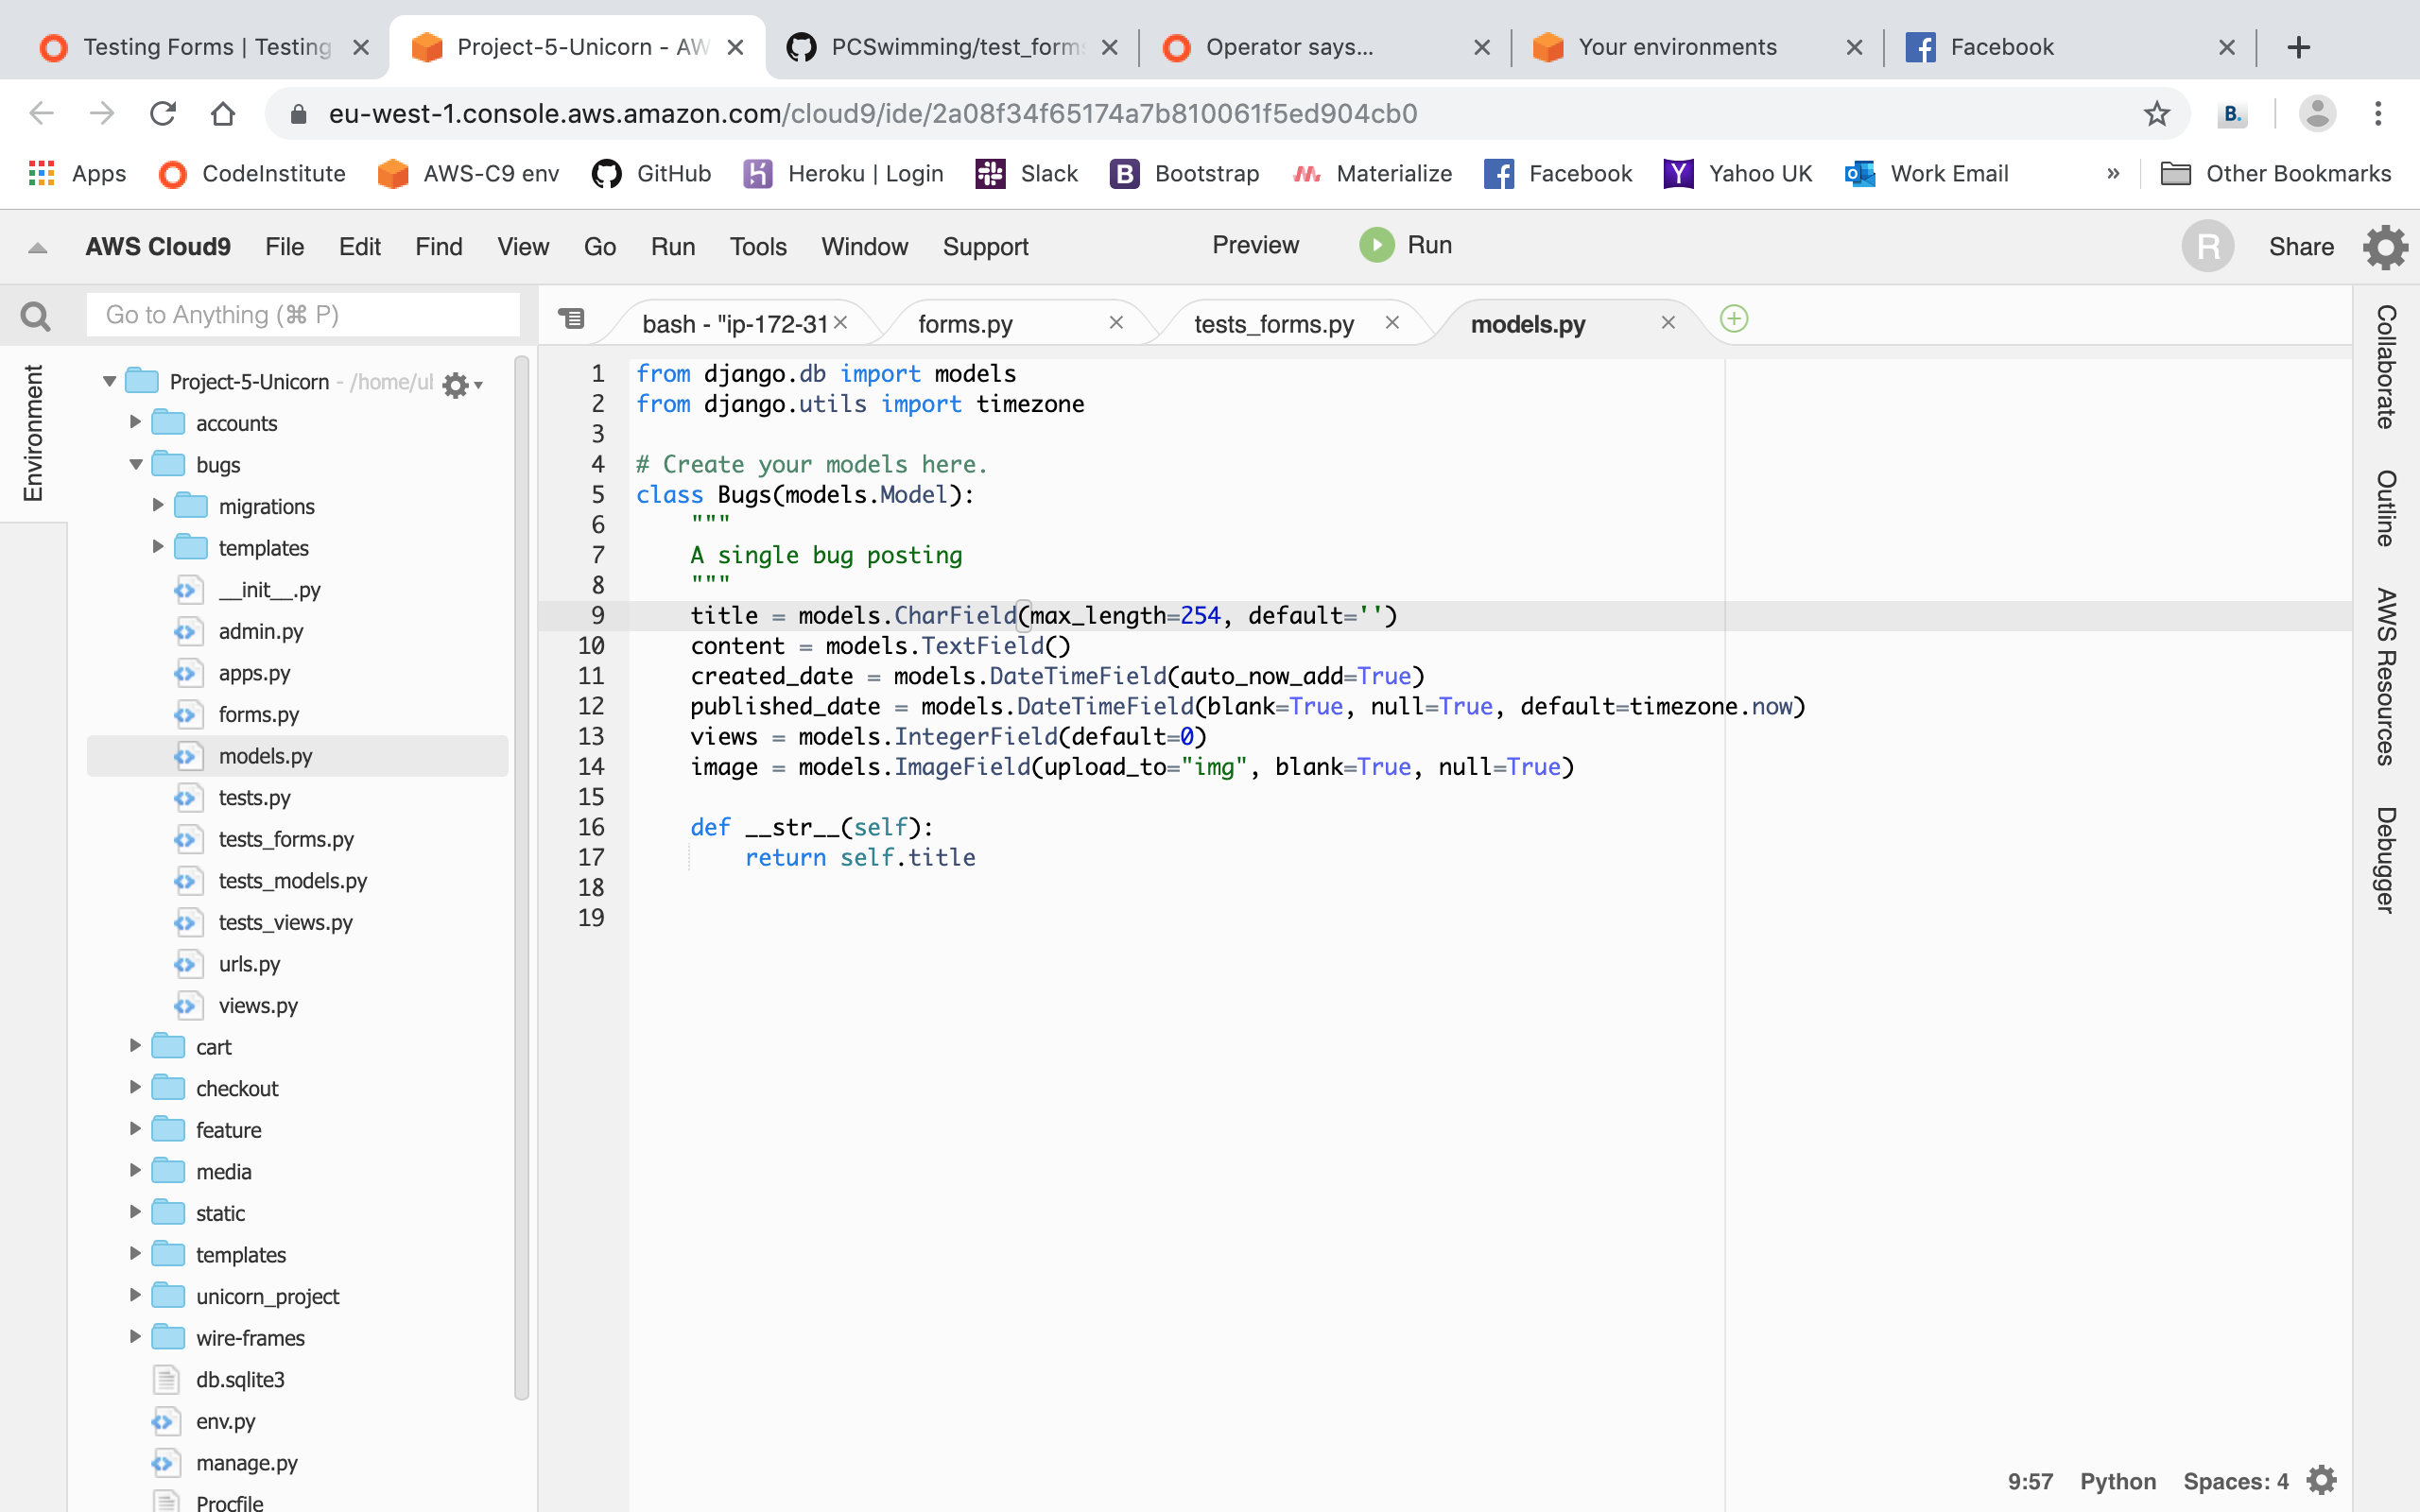 Testing Forms | Testing
Project-5-Unicorn - AW
PCSwimming/test_forms
Operator says...
Your environments
Facebook
eu-west-1.console.aws.amazon.com/cloud9/ide/2a08f34f65174a7b810061f5ed904cb0
B.
Apps
CodeInstitute
AWS-C9 env
GitHub
Heroku | Login
Slack
Bootstrap
Materialize
Facebook
Yahoo UK
Work Email
»
Other Bookmarks
AWS Cloud9 File Edit Find View Go Run Tools Window Support Preview Run
R
Share
Go to Anything (⌘ P)
bash - "ip-172-31
forms.py
tests_forms.py
models.py
Environment
Project-5-Unicorn - /home/ul
accounts
bugs
migrations
templates
__init__.py
admin.py
apps.py
forms.py
models.py
tests.py
tests_forms.py
tests_models.py
tests_views.py
urls.py
views.py
cart
checkout
feature
media
static
templates
unicorn_project
wire-frames
db.sqlite3
env.py
manage.py
Procfile
1 from django.db import models
2 from django.utils import timezone
3
4 # Create your models here.
5 class Bugs(models.Model):
6 """
7 A single bug posting
8 """
9 title = models.CharField(max_length=254, default='')
10 content = models.TextField()
11 created_date = models.DateTimeField(auto_now_add=True)
12 published_date = models.DateTimeField(blank=True, null=True, default=timezone.now)
13 views = models.IntegerField(default=0)
14 image = models.ImageField(upload_to="img", blank=True, null=True)
15
16 def __str__(self):
17 return self.title
18
19
Collaborate
Outline
AWS Resources
Debugger
9:57 Python Spaces: 4